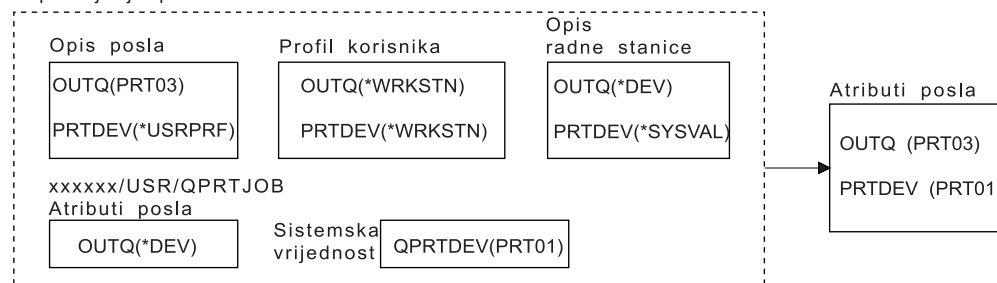 Opis posla
OUTQ(PRT03)
PRTDEV(*USRPRF)
Profil korisnika
OUTQ(*WRKSTN)
PRTDEV(*WRKSTN)
Opis
radne stanice
OUTQ(*DEV)
PRTDEV(*SYSVAL)
xxxxxx/USR/QPRTJOB
Atributi posla
OUTQ(*DEV)
Sistemska
vrijednost
QPRTDEV(PRT01)
Atributi posla
OUTQ (PRT03)
PRTDEV (PRT01